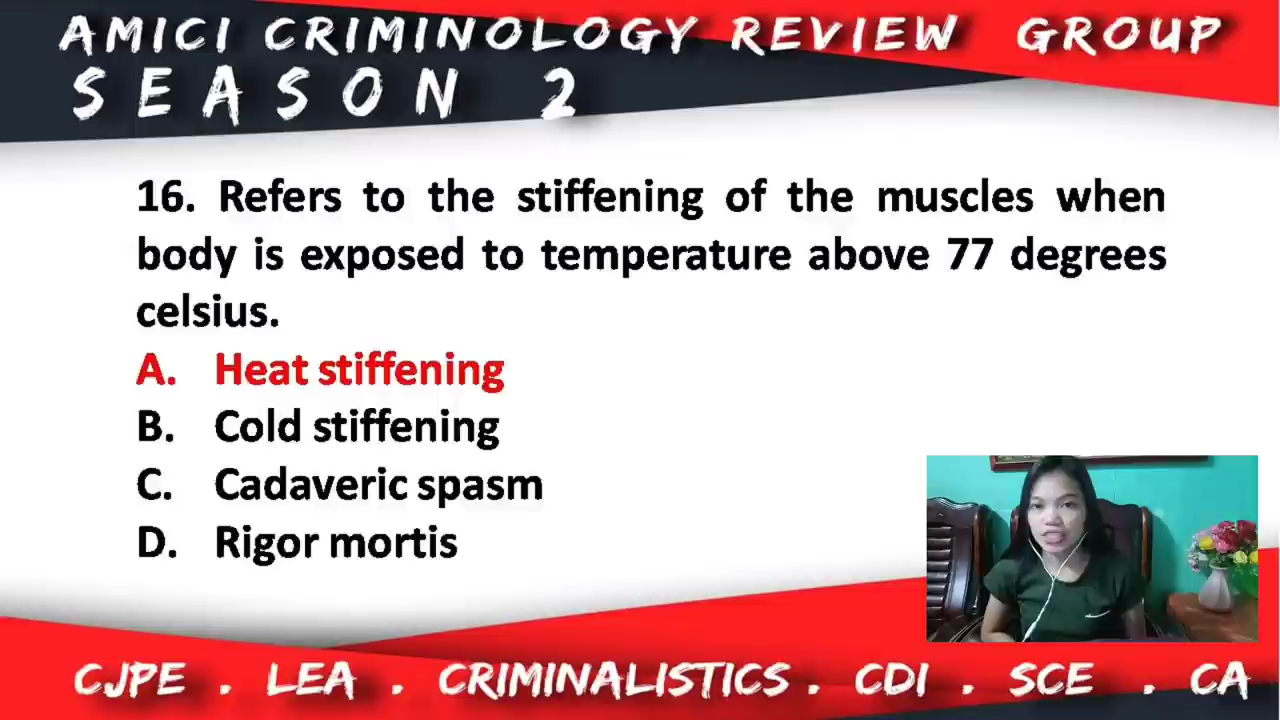 AMICI CRIMINOLOGY REVIEW GROUP
SEASON 2
16. Refers to the stiffening of the muscles when
body is exposed to temperature above 77 degrees
celsius.
A. Heat stiffening
B. Cold stiffening
C. Cadaveric spasm
D. Rigor mortis
CJPE . LEA . CRIMINALISTICS . CDI . SCE . CA